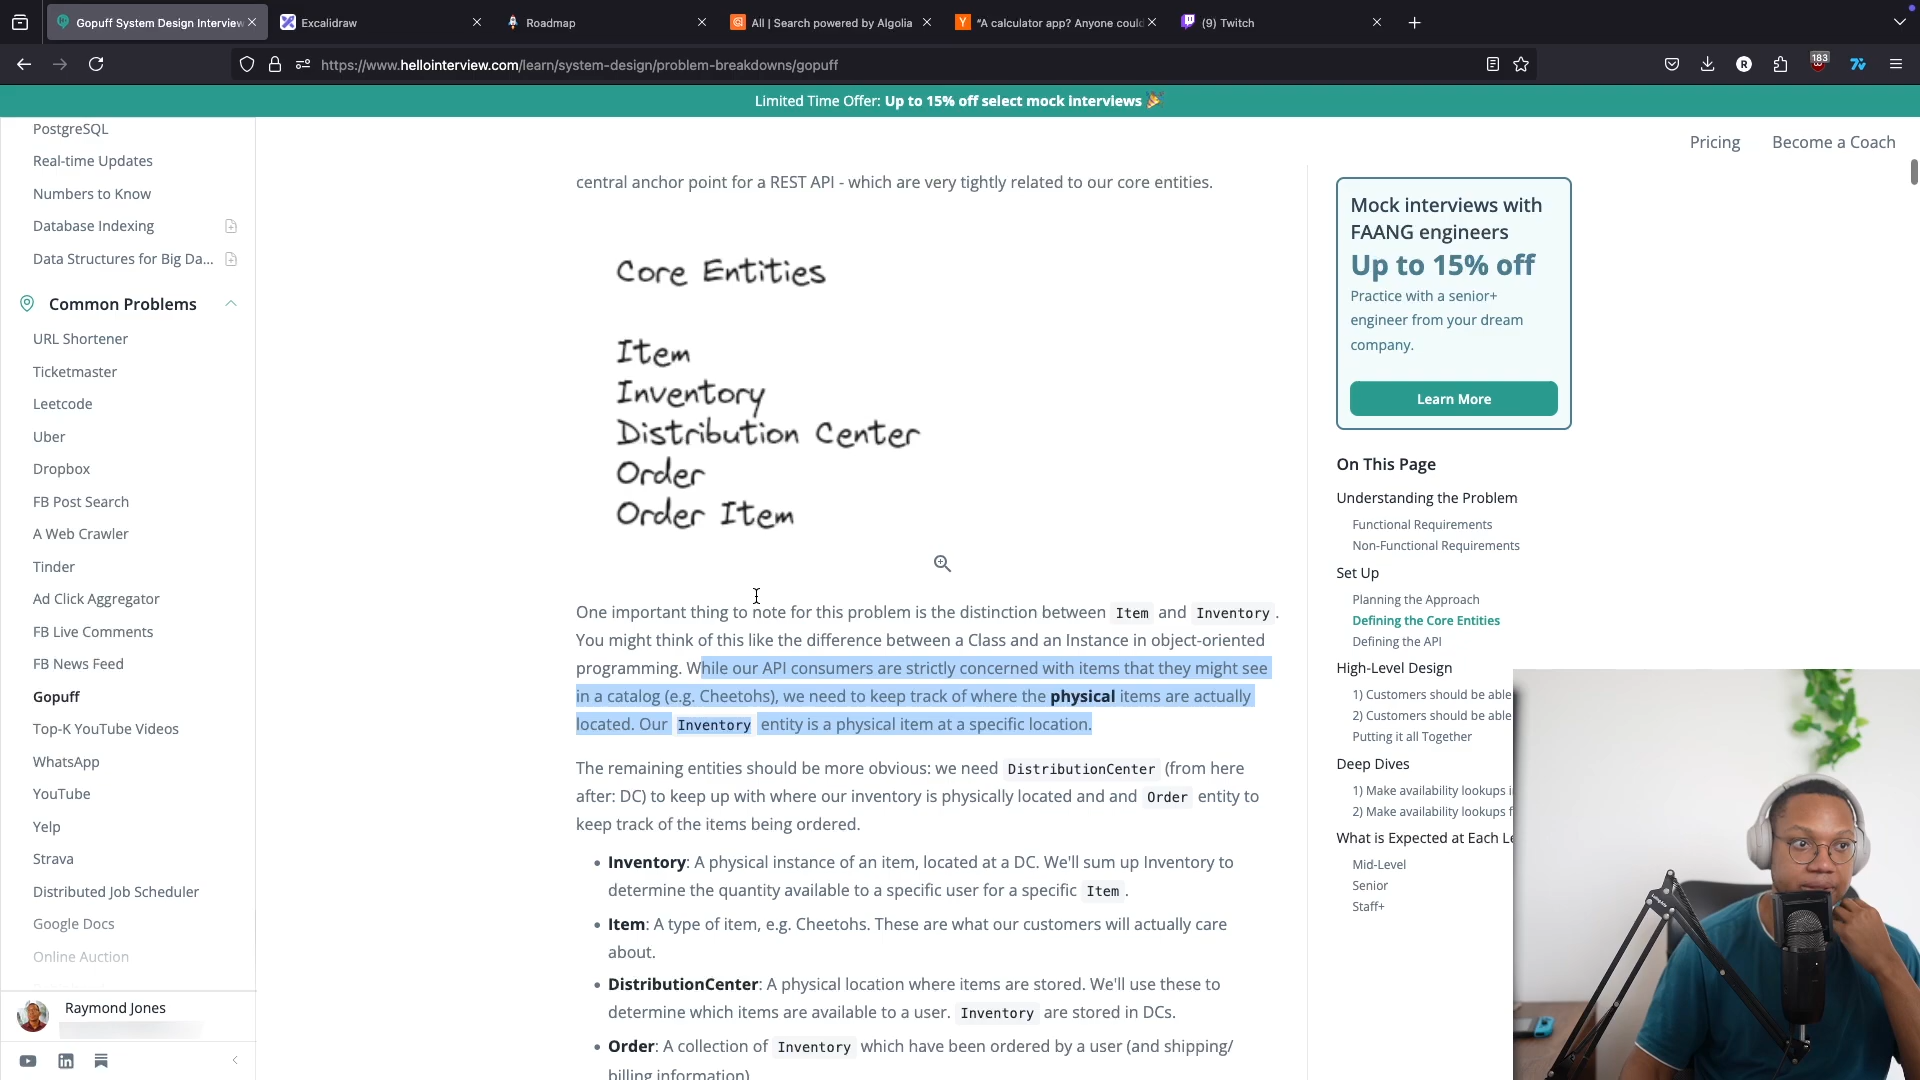 Gopuff System Design Interview
Excalidraw
Roadmap
All | Search powered by Algolia
Y "A calculator app? Anyone could
(9) Twitch
https://www.hellointerview.com/learn/system-design/problem-breakdowns/gopuff
R
183
Limited Time Offer: Up to 15% off select mock interviews 🎉
Pricing
Become a Coach
PostgreSQL
Real-time Updates
Numbers to Know
Database Indexing
Data Structures for Big Da...
Common Problems
URL Shortener
Ticketmaster
Leetcode
Uber
Dropbox
FB Post Search
A Web Crawler
Tinder
Ad Click Aggregator
FB Live Comments
FB News Feed
Gopuff
Top-K YouTube Videos
WhatsApp
YouTube
Yelp
Strava
Distributed Job Scheduler
Google Docs
Online Auction
Raymond Jones
central anchor point for a REST API - which are very tightly related to our core entities.
Core Entities
Item
Inventory
Distribution Center
Order
Order Item
One important thing to note for this problem is the distinction between Item and Inventory .
You might think of this like the difference between a Class and an Instance in object-oriented
programming. While our API consumers are strictly concerned with items that they might see
in a catalog (e.g. Cheetohs), we need to keep track of where the physical items are actually
located. Our Inventory entity is a physical item at a specific location.
The remaining entities should be more obvious: we need DistributionCenter (from here
after: DC) to keep up with where our inventory is physically located and and Order entity to
keep track of the items being ordered.
• Inventory: A physical instance of an item, located at a DC. We'll sum up Inventory to
determine the quantity available to a specific user for a specific Item .
• Item: A type of item, e.g. Cheetohs. These are what our customers will actually care
about.
• DistributionCenter: A physical location where items are stored. We'll use these to
determine which items are available to a user. Inventory are stored in DCs.
• Order: A collection of Inventory which have been ordered by a user (and shipping/
billing information)
Mock interviews with
FAANG engineers
Up to 15% off
Practice with a senior+
engineer from your dream
company.
Learn More
On This Page
Understanding the Problem
Functional Requirements
Non-Functional Requirements
Set Up
Planning the Approach
Defining the Core Entities
Defining the API
High-Level Design
1) Customers should be able
2) Customers should be able
Putting it all Together
Deep Dives
1) Make availability lookups i
2) Make availability lookups f
What is Expected at Each Le
Mid-Level
Senior
Staff+